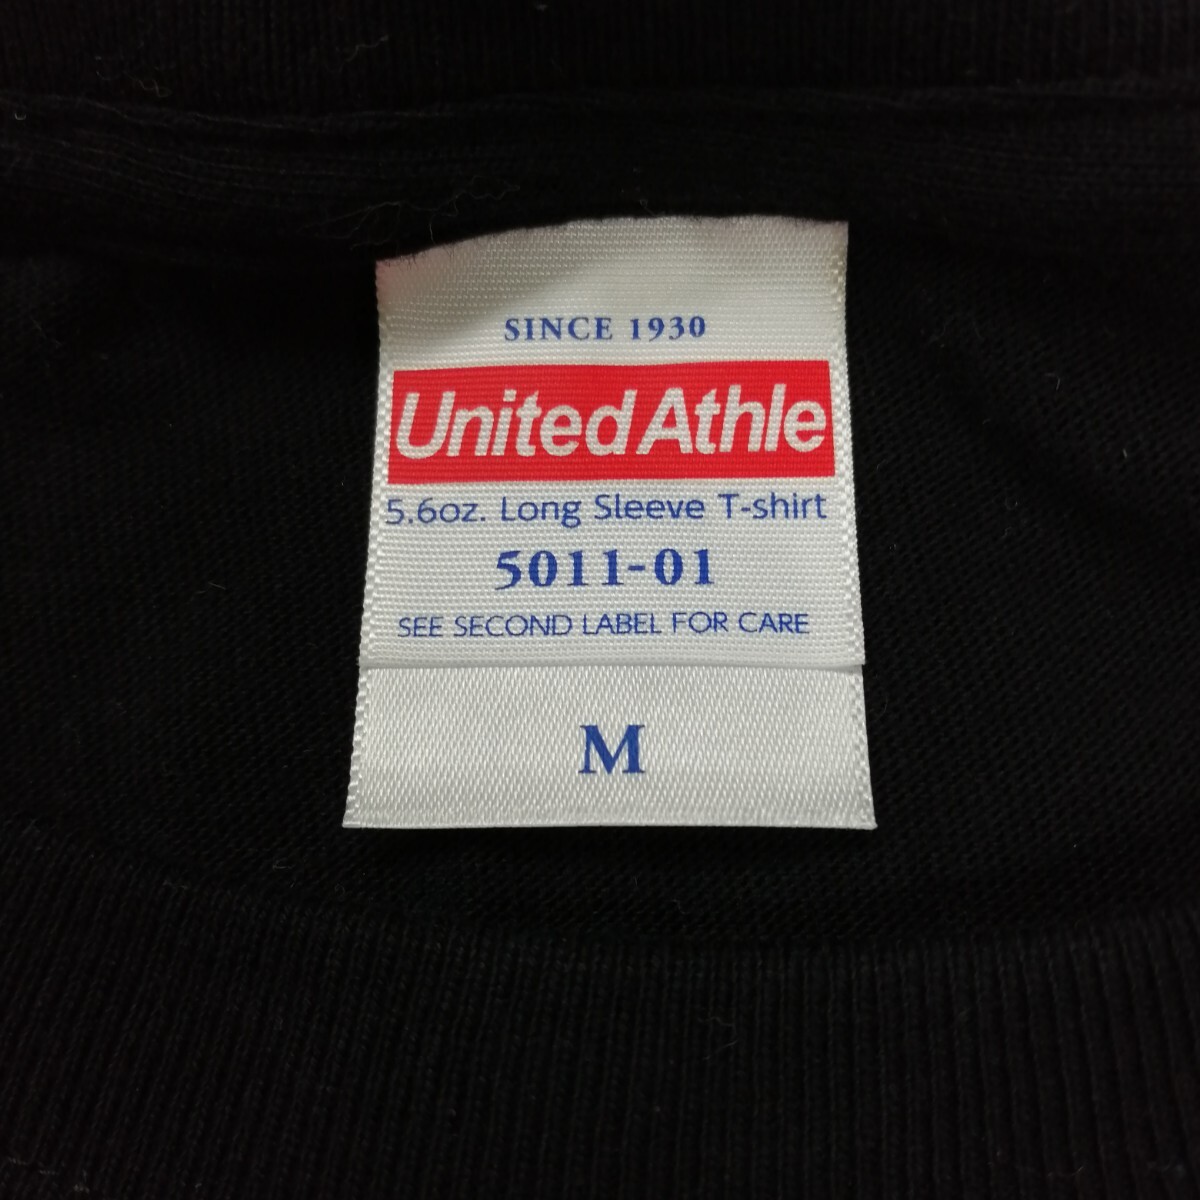 SINCE 1930
United Athle
5.6oz. Long Sleeve T-shirt
5011-01
SEE SECOND LABEL FOR CARE
M